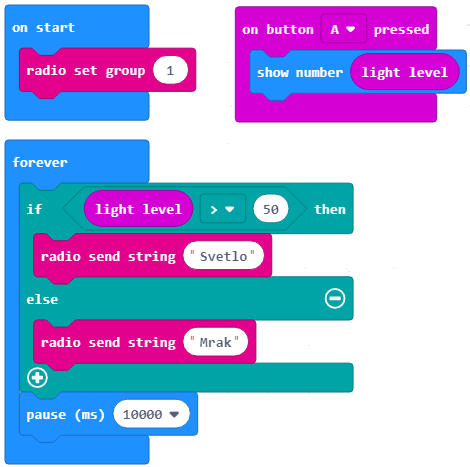 on start
radio set group 1
on button A pressed
show number light level
forever
if light level > 50 then
radio send string "Svetlo"
else
radio send string "Mrak"
pause (ms) 10000